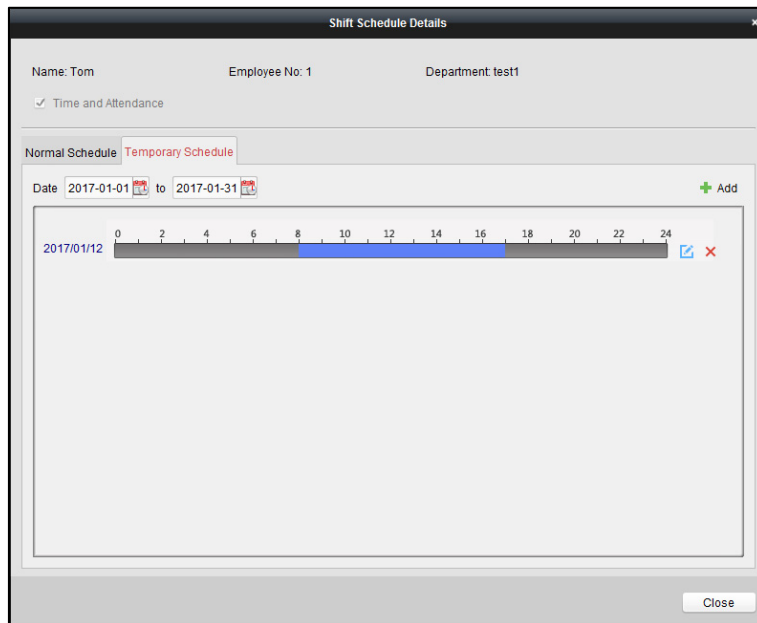 Shift Schedule Details ×
Name: Tom Employee No: 1 Department: test1
Time and Attendance
Normal Schedule Temporary Schedule
Date 2017-01-01 to 2017-01-31 Add
0 2 4 6 8 10 12 14 16 18 20 22 24
2017/01/12
Close